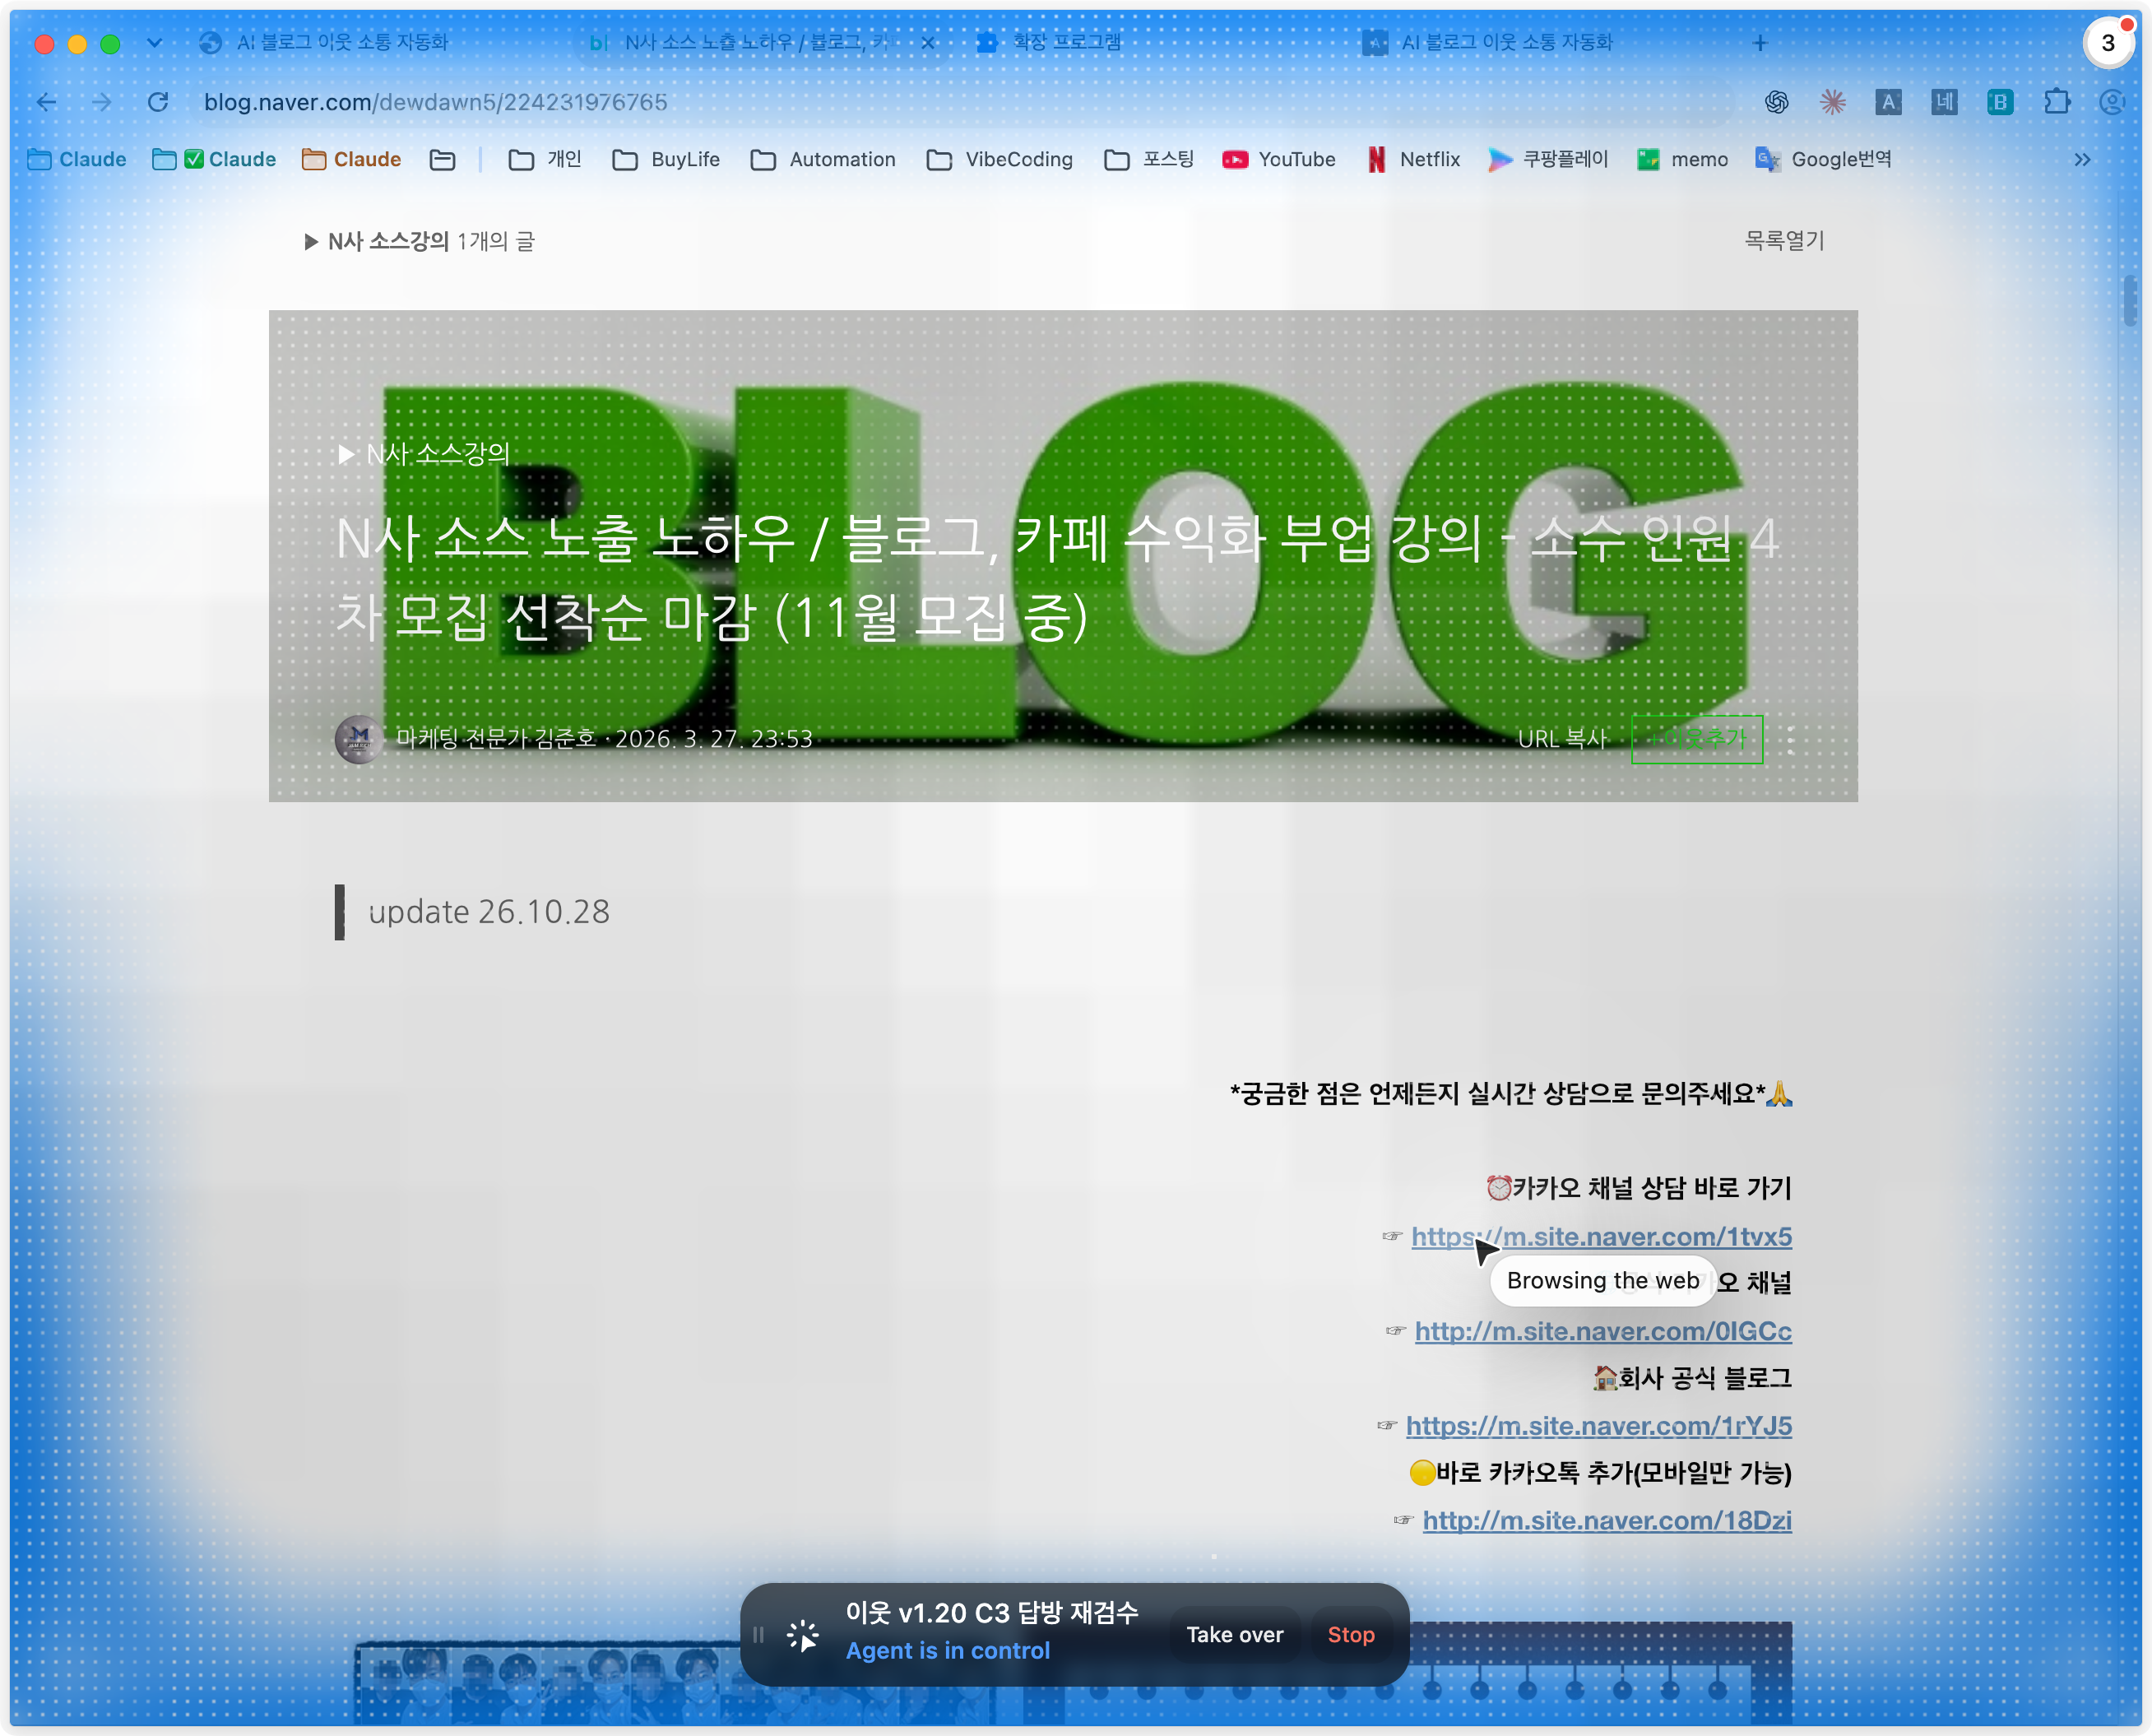 AI 블로그 이웃 소통 자동화
N사 소스 노출 노하우 / 블로그, 카
확장 프로그램
AI 블로그 이웃 소통 자동화
3
blog.naver.com/dewdawn5/224231976765
A
네
B
Claude
Claude
Claude
개인
BuyLife
Automation
VibeCoding
포스팅
YouTube
Netflix
쿠팡플레이
memo
Google번역
▶ N사 소스강의 1개의 글
목록열기
BLOG
▶ N사 소스강의
N사 소스 노출 노하우 / 블로그, 카페 수익화 부업 강의 - 소수 인원 4
차 모집 선착순 마감 (11월 모집 중)
마케팅 전문가 김준호 · 2026. 3. 27. 23:53
URL 복사
+이웃추가
update 26.10.28
*궁금한 점은 언제든지 실시간 상담으로 문의주세요*🙏
⏰카카오 채널 상담 바로 가기
☞ https://m.site.naver.com/1tvx5
Browsing the web
오 채널
☞ http://m.site.naver.com/0IGCc
🏠회사 공식 블로그
☞ https://m.site.naver.com/1rYJ5
🟡바로 카카오톡 추가(모바일만 가능)
☞ http://m.site.naver.com/18Dzi
이웃 v1.20 C3 답방 재검수
Agent is in control
Take over
Stop